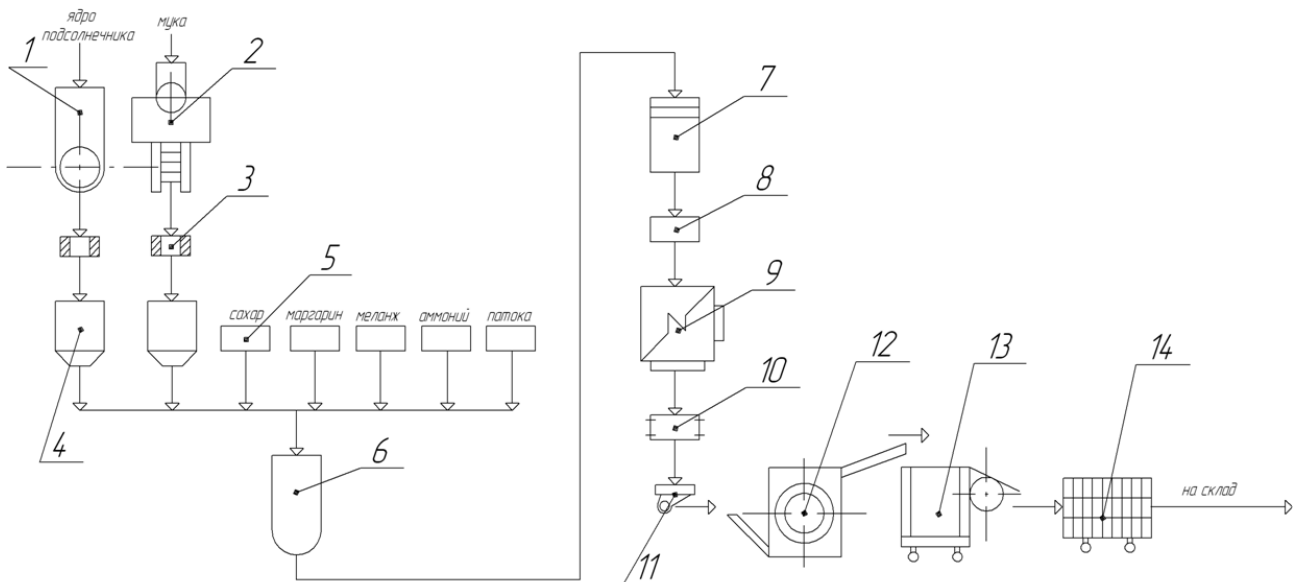 ядро
подсолнечника
мука
1
2
3
4
5
сахар
маргарин
меланж
аммоний
патока
6
7
8
9
10
11
12
13
14
на склад